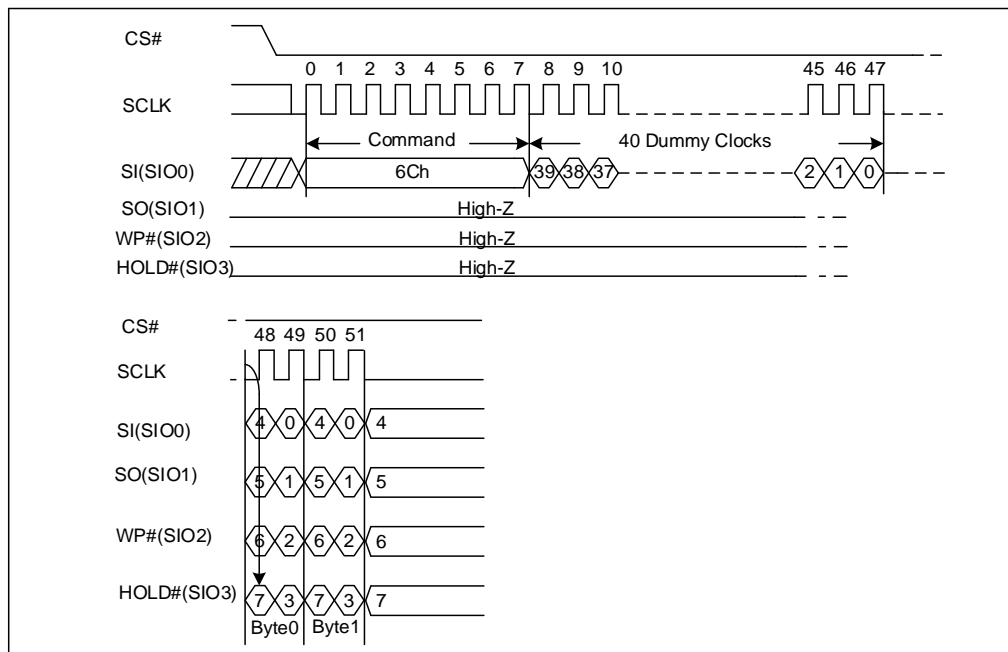 CS#
0 1 2 3 4 5 6 7 8 9 10 45 46 47
SCLK
Command 40 Dummy Clocks
SI(SIO0) 6Ch 39 38 37 2 1 0
SO(SIO1) High-Z
WP#(SIO2) High-Z
HOLD#(SIO3) High-Z
CS#
48 49 50 51
SCLK
SI(SIO0) 4 0 4 0 4
SO(SIO1) 5 1 5 1 5
WP#(SIO2) 6 2 6 2 6
HOLD#(SIO3) 7 3 7 3 7
Byte0 Byte1